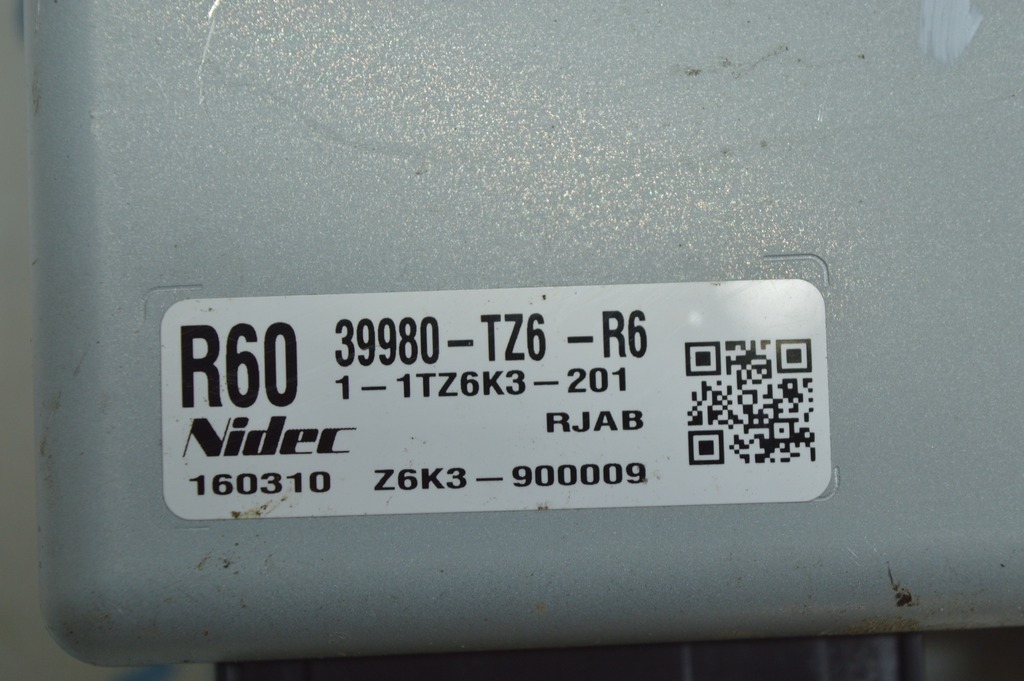 R60 39980-TZ6 -R6
1-1TZ6K3-201
RJAB
Nidec
160310 Z6K3-900009